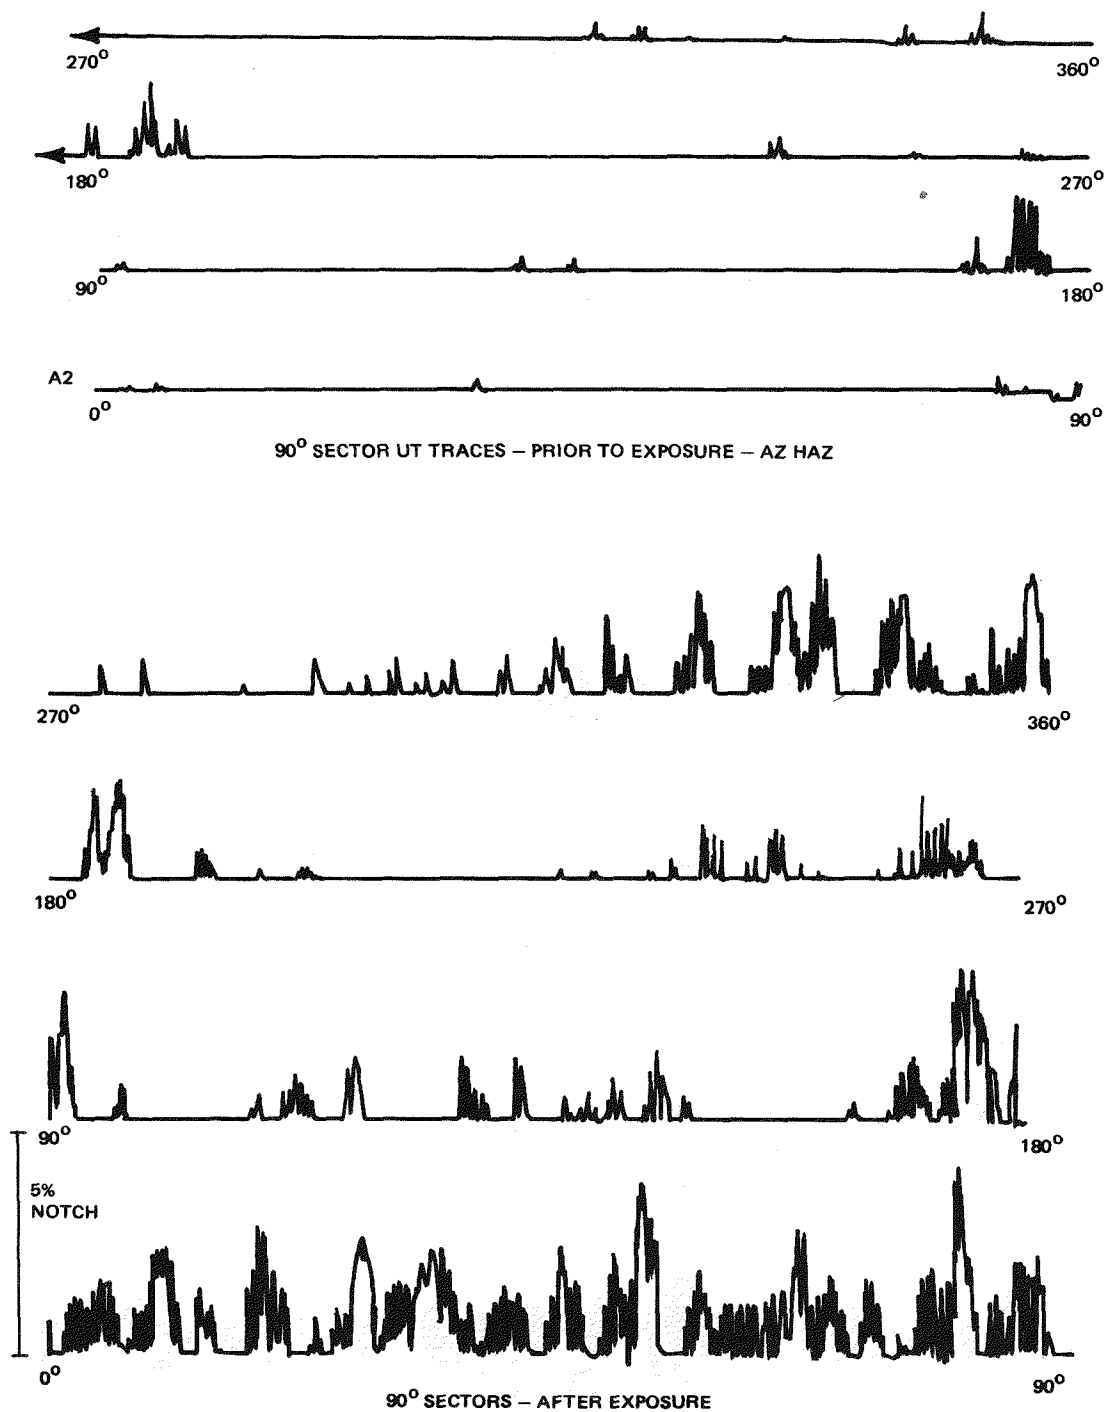 270° 360°
180° 270°
90° 180°
A2
0° 90°
90° SECTOR UT TRACES — PRIOR TO EXPOSURE — AZ HAZ
270° 360°
180° 270°
90° 180°
5%
NOTCH
0° 90°
90° SECTORS — AFTER EXPOSURE